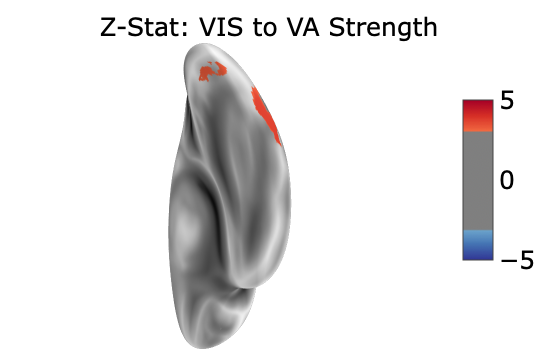 Z-Stat: VIS to VA Strength
5
0
−5